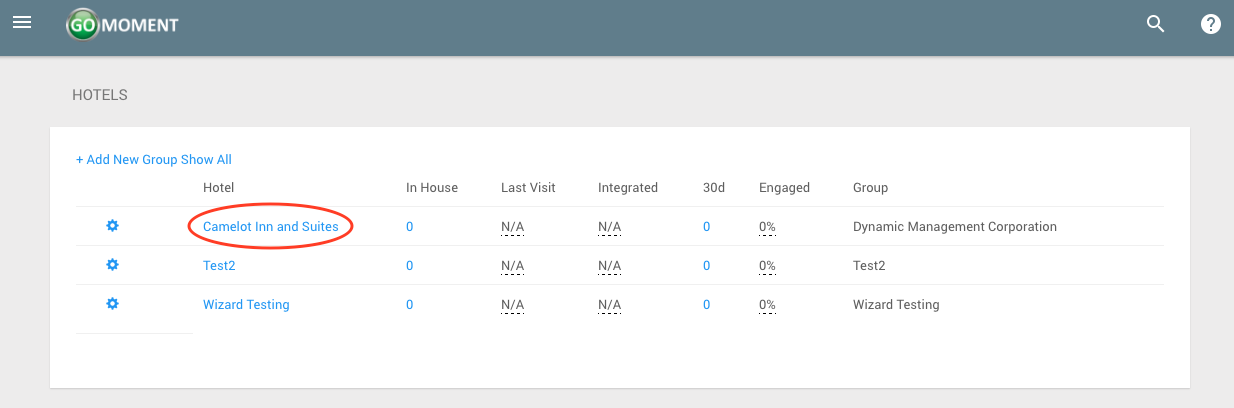 GOMOMENT
HOTELS
+ Add New Group Show All
Hotel In House Last Visit Integrated 30d Engaged Group
Camelot Inn and Suites 0 N/A N/A 0 0% Dynamic Management Corporation
Test2 0 N/A N/A 0 0% Test2
Wizard Testing 0 N/A N/A 0 0% Wizard Testing